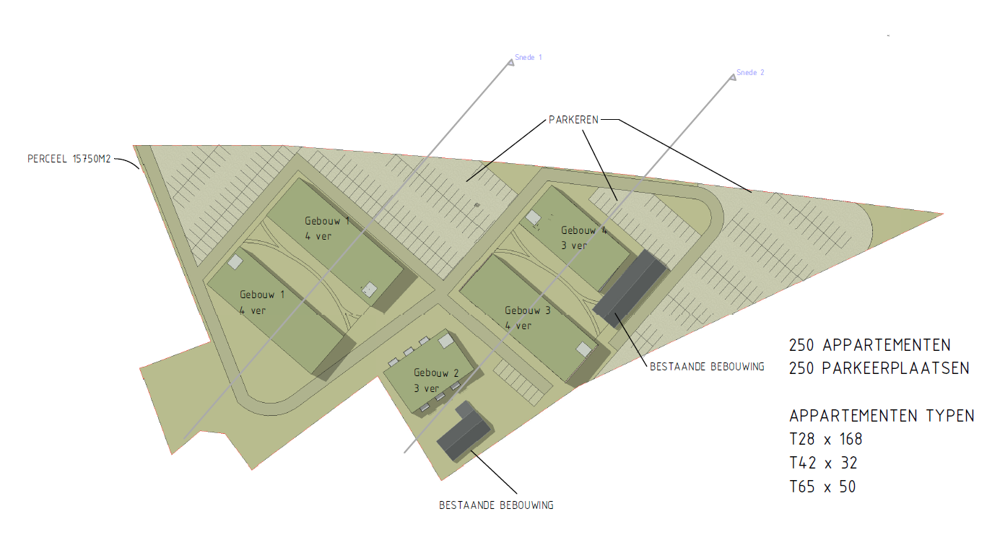 Snede 1
Snede 2
PARKEREN
PERCEEL 15750M2
Gebouw 1
4 ver
Gebouw 4
3 ver
Gebouw 1
4 ver
Gebouw 3
4 ver
Gebouw 2
3 ver
BESTAANDE BEBOUWING
BESTAANDE BEBOUWING
250 APPARTEMENTEN
250 PARKEERPLAATSEN
APPARTEMENTEN TYPEN
T28 x 168
T42 x 32
T65 x 50